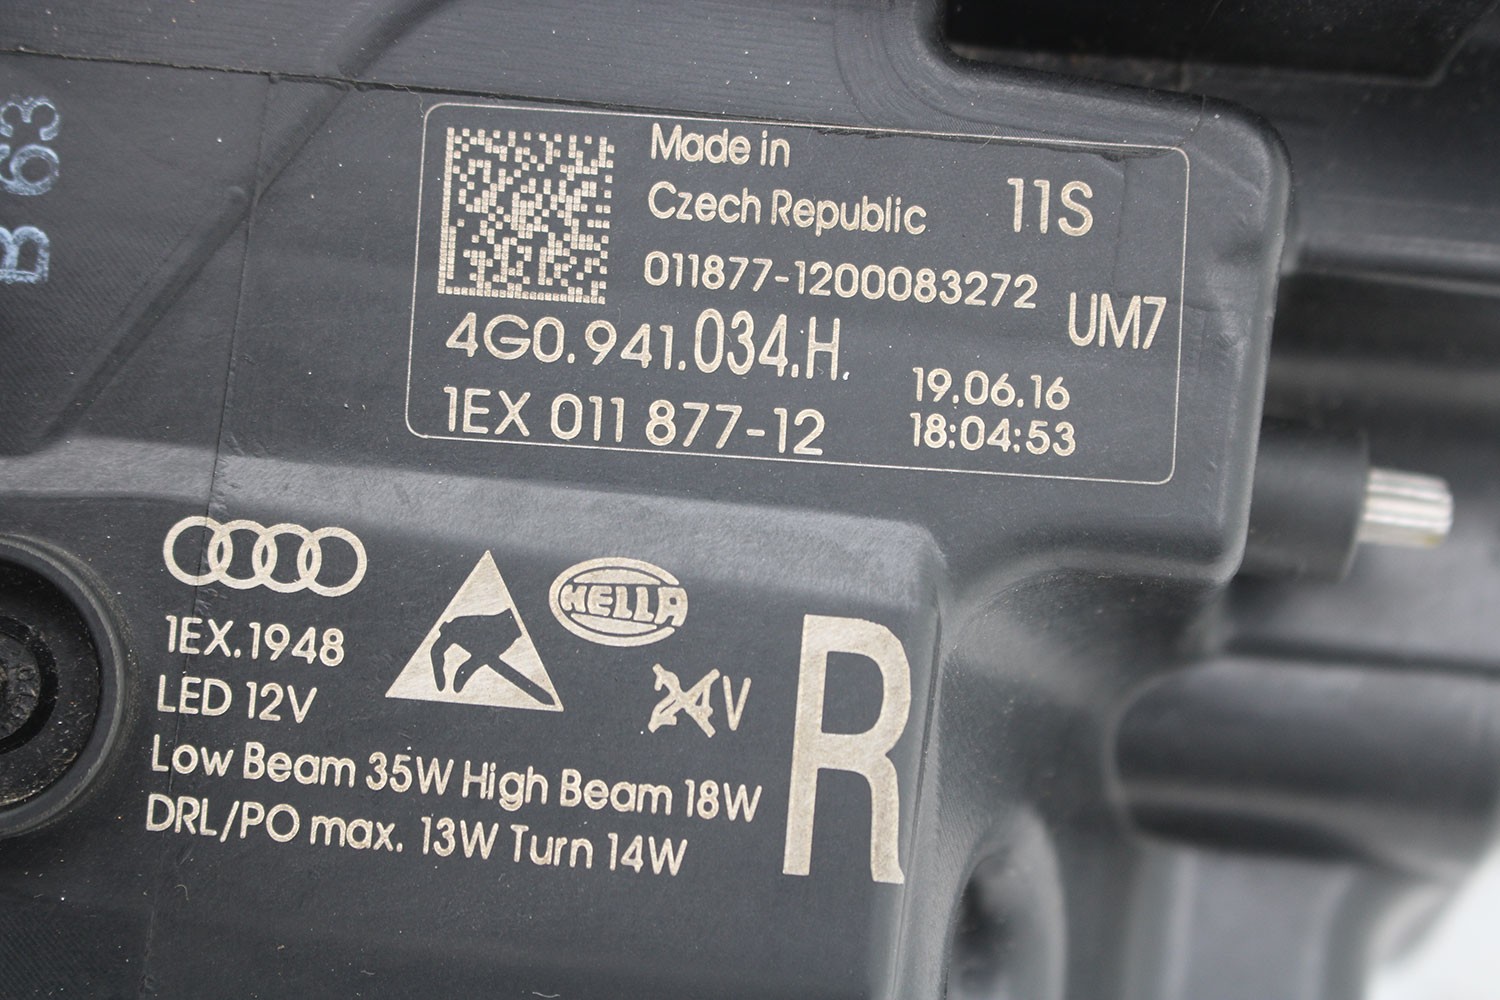 B 63
Made in
Czech Republic
11S
011877-1200083272
UM7
4G0.941.034.H.
19.06.16
1EX 011 877-12
18:04:53
1EX.1948
HELLA
LED 12V
24V
R
Low Beam 35W High Beam 18W
DRL/PO max. 13W Turn 14W